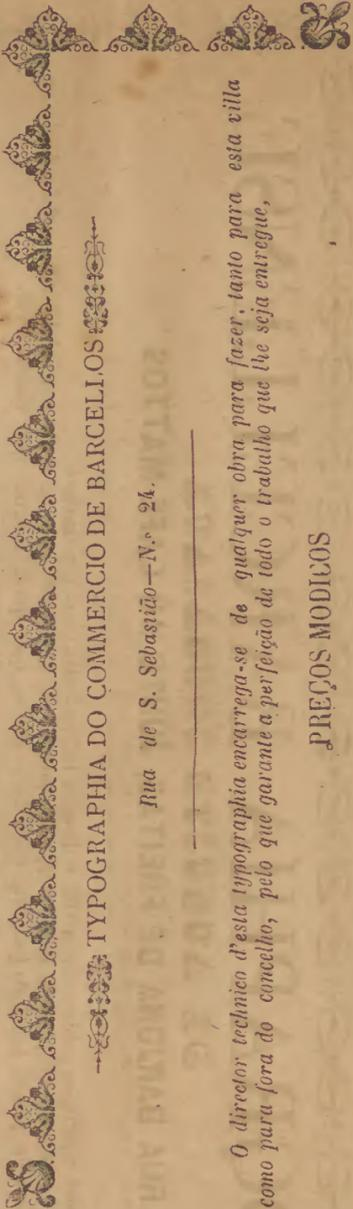 TYPOGRAPHIA DO COMMERCIO DE BARCELLOS
Rua de S. Sebastião—N.º 24.
O director technico d'esta typographia encarrega-se de qualquer obra para fazer, tanto para esta villa
como para fora do concelho, pelo que garante a perfeição de todo o trabalho que lhe seja entregue,
PREÇOS MODICOS